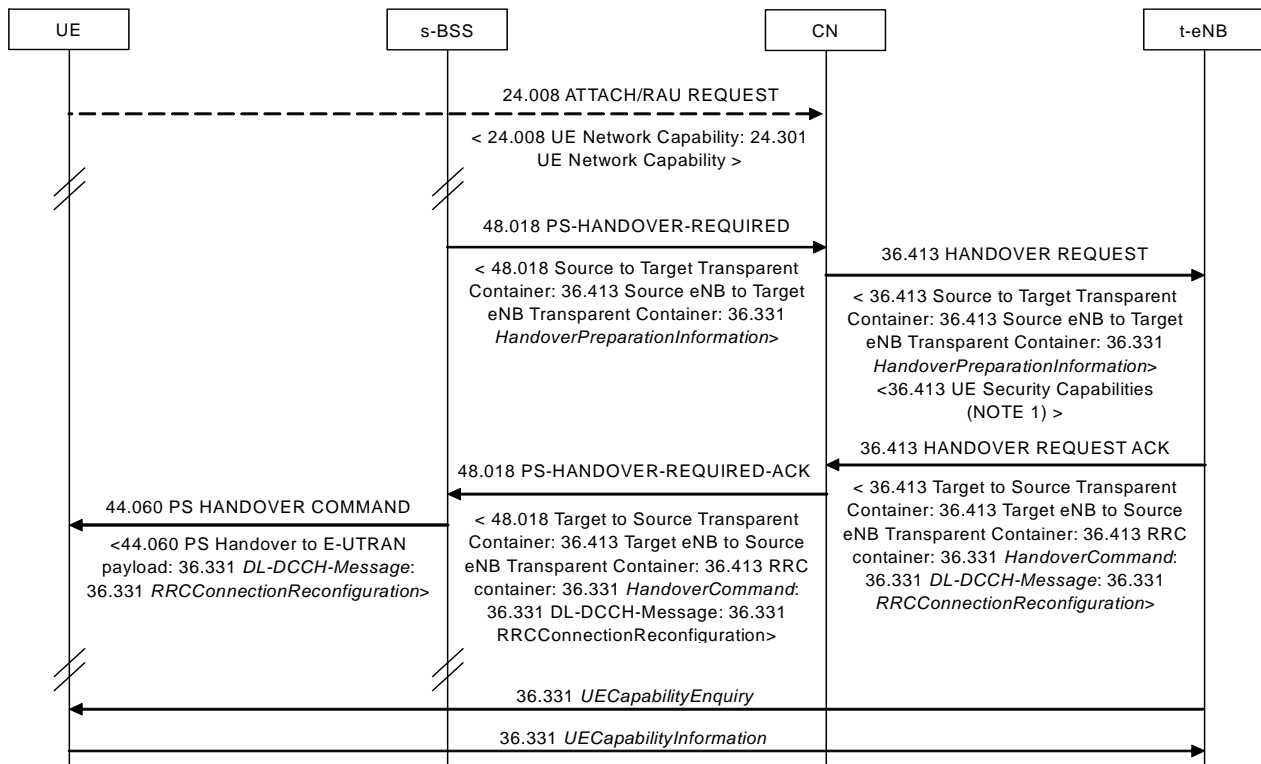 UE
s-BSS
CN
t-eNB
24.008 ATTACH/RAU REQUEST
< 24.008 UE Network Capability: 24.301
UE Network Capability >
48.018 PS-HANDOVER-REQUIRED
< 48.018 Source to Target Transparent
Container: 36.413 Source eNB to Target
eNB Transparent Container: 36.331
HandoverPreparationInformation>
36.413 HANDOVER REQUEST
< 36.413 Source to Target Transparent
Container: 36.413 Source eNB to Target
eNB Transparent Container: 36.331
HandoverPreparationInformation>
<36.413 UE Security Capabilities
(NOTE 1) >
36.413 HANDOVER REQUEST ACK
< 36.413 Target to Source Transparent
Container: 36.413 Target eNB to Source
eNB Transparent Container: 36.413 RRC
container: 36.331 HandoverCommand:
36.331 DL-DCCH-Message: 36.331
RRCConnectionReconfiguration>
48.018 PS-HANDOVER-REQUIRED-ACK
< 48.018 Target to Source Transparent
Container: 36.413 Target eNB to Source
eNB Transparent Container: 36.413 RRC
container: 36.331 HandoverCommand:
36.331 DL-DCCH-Message: 36.331
RRCConnectionReconfiguration>
44.060 PS HANDOVER COMMAND
<44.060 PS Handover to E-UTRAN
payload: 36.331 DL-DCCH-Message:
36.331 RRCConnectionReconfiguration>
36.331 UECapabilityEnquiry
36.331 UECapabilityInformation